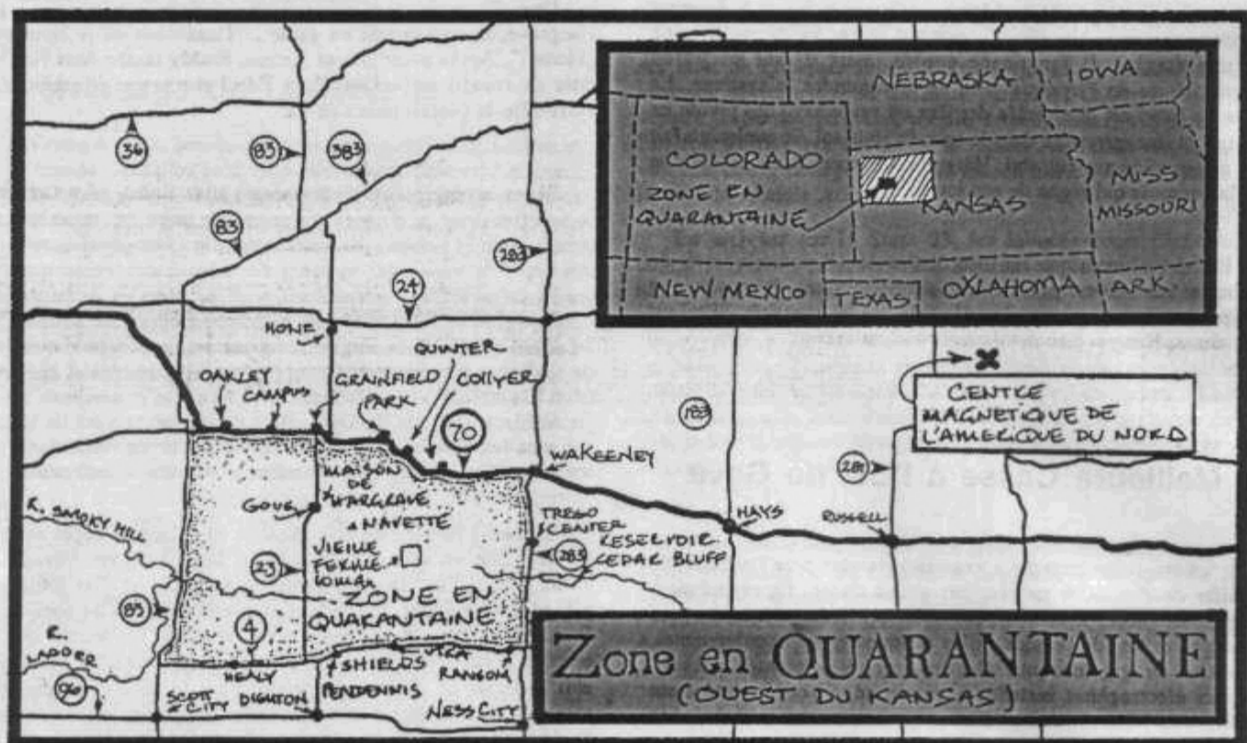 NEBRASKA
IOWA
COLORADO
ZONE EN
QUARANTAINE
KANSAS
MISS
MISSOURI
NEW MEXICO
TEXAS
OKLAHOMA
ARK.
36
83
383
83
283
24
HOXIE
QUINTER
OAKLEY
CAMPUS
GRAINFIELD
PARK
COLLYER
70
183
CENTRE
MAGNETIQUE DE
L'AMERIQUE DU NORD
281
WAKEENEY
MAISON
DE
HARGRAVE
NAVETTE
GOVE
HAYS
RUSSELL
R. SMOKY HILL
TREGO
CENTER
RESERVOIR
CEDAR BLUFF
283
VIEILLE
FERME
23
ZONE EN
QUARANTAINE
83
4
R.
LADDER
96
HEALY
SHIELDS
PENDENNIS
UTICA
RANSOM
SCOTT
CITY
DIGHTON
NESS CITY
Zone en QUARANTAINE
(OUEST DU KANSAS)